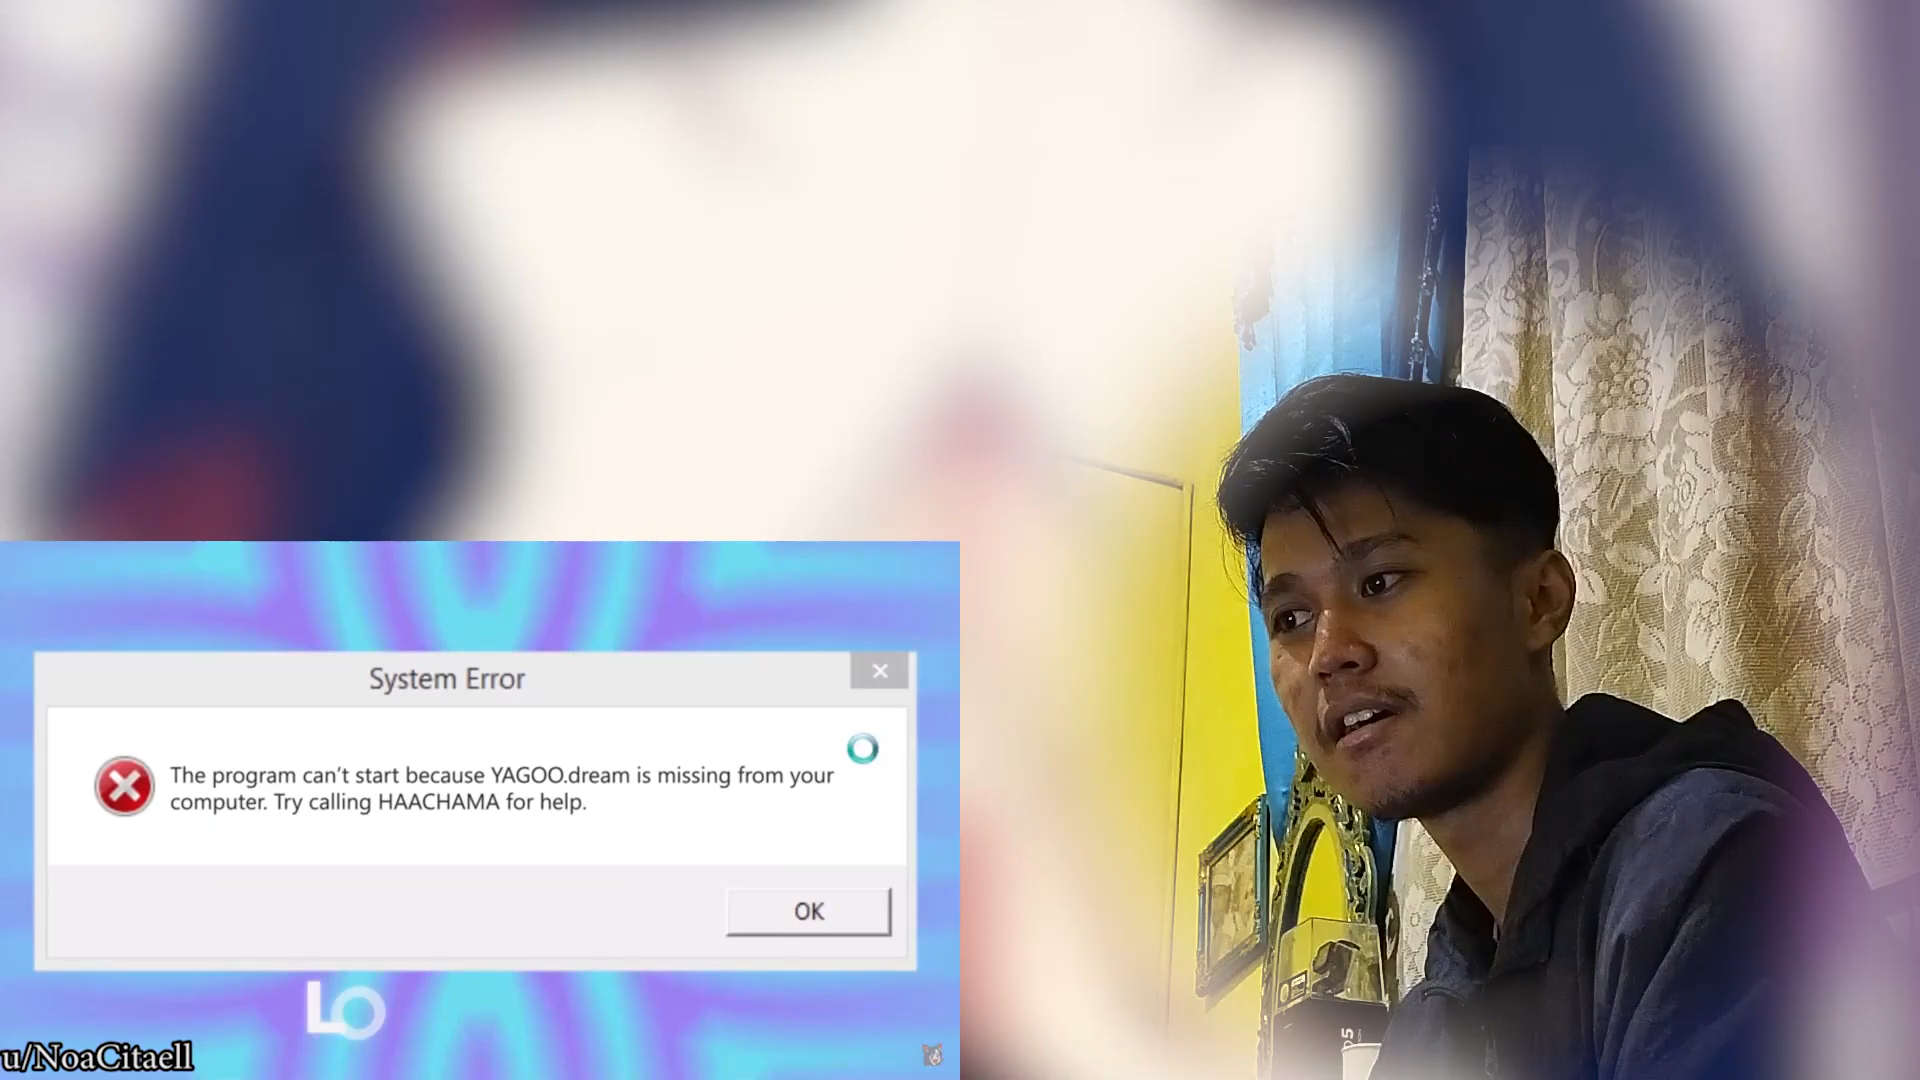 System Error
The program can't start because YAGOO.dream is missing from your
computer. Try calling HAACHAMA for help.
OK
LO
u/NoaCitaell